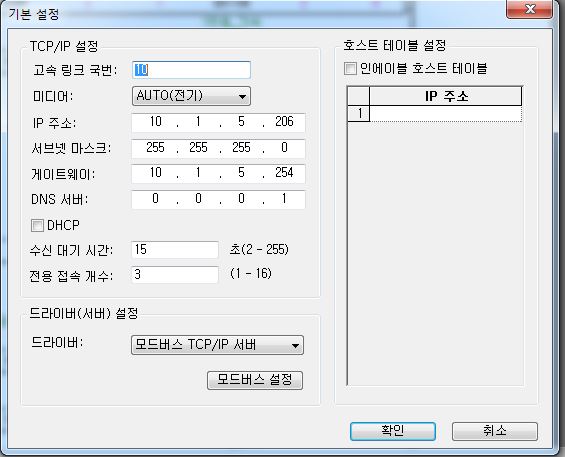 기본 설정
TCP/IP 설정
고속 링크 국번: 10
미디어: AUTO(전기)
IP 주소: 10 . 1 . 5 . 206
서브넷 마스크: 255 . 255 . 255 . 0
게이트웨이: 10 . 1 . 5 . 254
DNS 서버: 0 . 0 . 0 . 1
DHCP
수신 대기 시간: 15 초(2 - 255)
전용 접속 개수: 3 (1 - 16)
드라이버(서버) 설정
드라이버: 모드버스 TCP/IP 서버
모드버스 설정
호스트 테이블 설정
인에이블 호스트 테이블
IP 주소
1
확인 취소